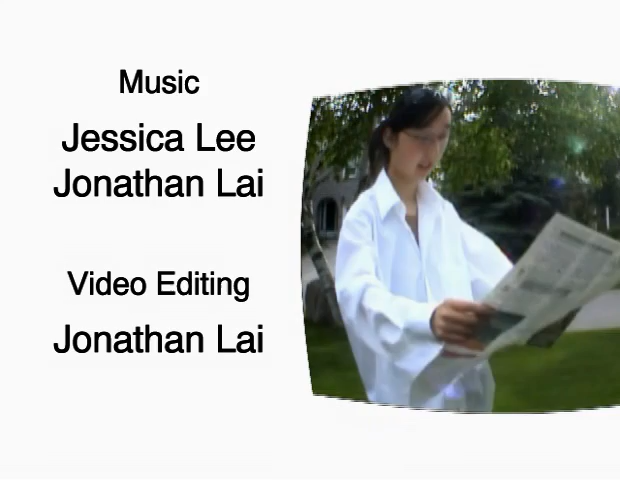 Music
Jessica Lee
Jonathan Lai
Video Editing
Jonathan Lai